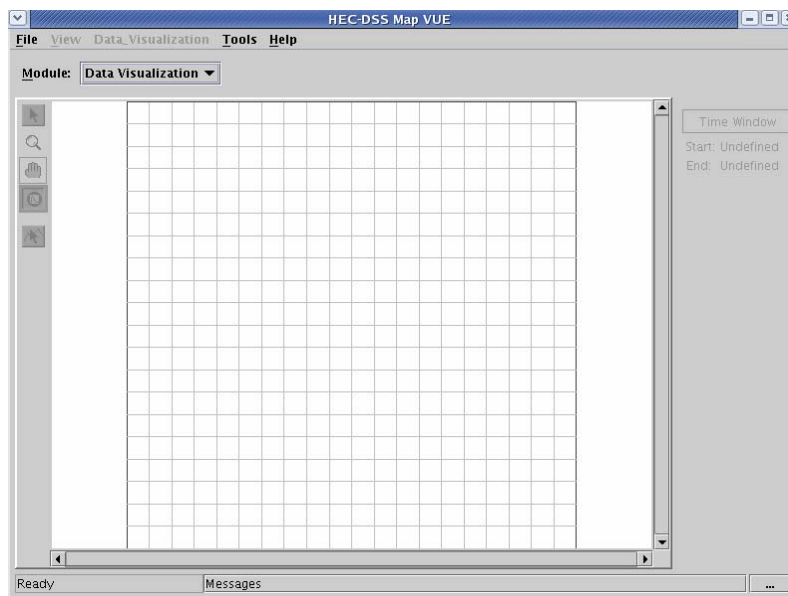 HEC-DSS Map VUE
File View Data_Visualization Tools Help
Module: Data Visualization
Time Window
Start: Undefined
End: Undefined
Ready Messages ...